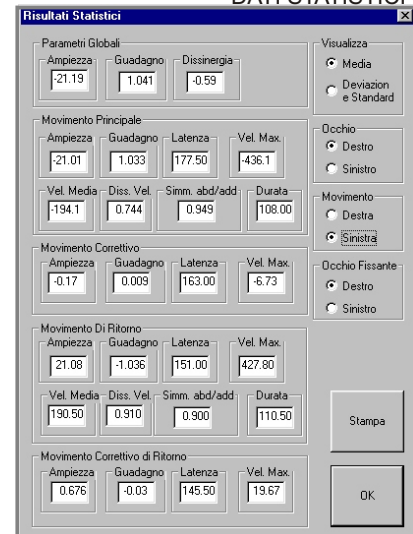 DATI STATISTICI
Risultati Statistici
Parametri Globali
Ampiezza Guadagno Dissinergia
-21.19 1.041 -0.59
Movimento Principale
Ampiezza Guadagno Latenza Vel. Max.
-21.01 1.033 177.50 -436.1
Vel. Media Diss. Vel. Simm. abd/add Durata
-194.1 0.744 0.949 108.00
Movimento Correttivo
Ampiezza Guadagno Latenza Vel. Max.
-0.17 0.009 163.00 -6.73
Movimento Di Ritorno
Ampiezza Guadagno Latenza Vel. Max.
21.08 -1.036 151.00 427.80
Vel. Media Diss. Vel. Simm. abd/add Durata
190.50 0.910 0.900 110.50
Movimento Correttivo di Ritorno
Ampiezza Guadagno Latenza Vel. Max.
0.676 -0.03 145.50 19.67
Visualizza
Media
Deviazion
e Standard
Occhio
Destro
Sinistro
Movimento
Destra
Sinistra
Occhio Fissante
Destro
Sinistro
Stampa
OK